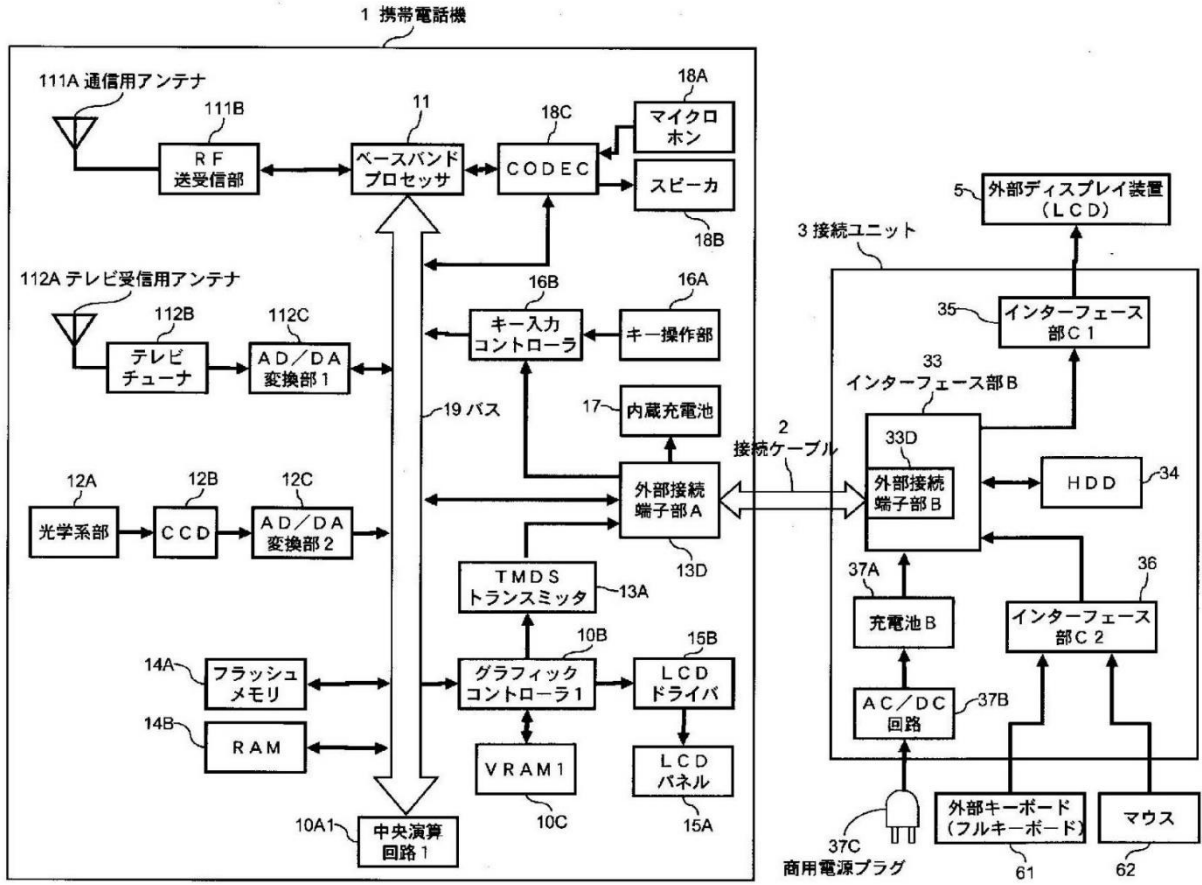 1 携帯電話機
111A 通信用アンテナ
111B
RF
送受信部
11
ベースバンド
プロセッサ
18C
CODEC
18A
マイクロ
ホン
スピーカ
18B
112A テレビ受信用アンテナ
112B
テレビ
チューナ
112C
AD/DA
変換部1
16B
キー入力
コントローラ
16A
キー操作部
19 バス
17
内蔵充電池
12A
光学系部
12B
CCD
12C
AD/DA
変換部2
外部接続
端子部A
13D
TMDS
トランスミッタ
13A
14A
フラッシュ
メモリ
10B
グラフィック
コントローラ1
15B
LCD
ドライバ
14B
RAM
VRAM1
10C
LCD
パネル
15A
10A1
中央演算
回路1
2
接続ケーブル
5
外部ディスプレイ装置
(LCD)
3 接続ユニット
35
インターフェース
部C1
33
インターフェース部B
33D
外部接続
端子部B
HDD
34
37A
充電池B
36
インターフェース
部C2
AC/DC
回路
37B
37C
商用電源プラグ
外部キーボード
(フルキーボード)
61
マウス
62